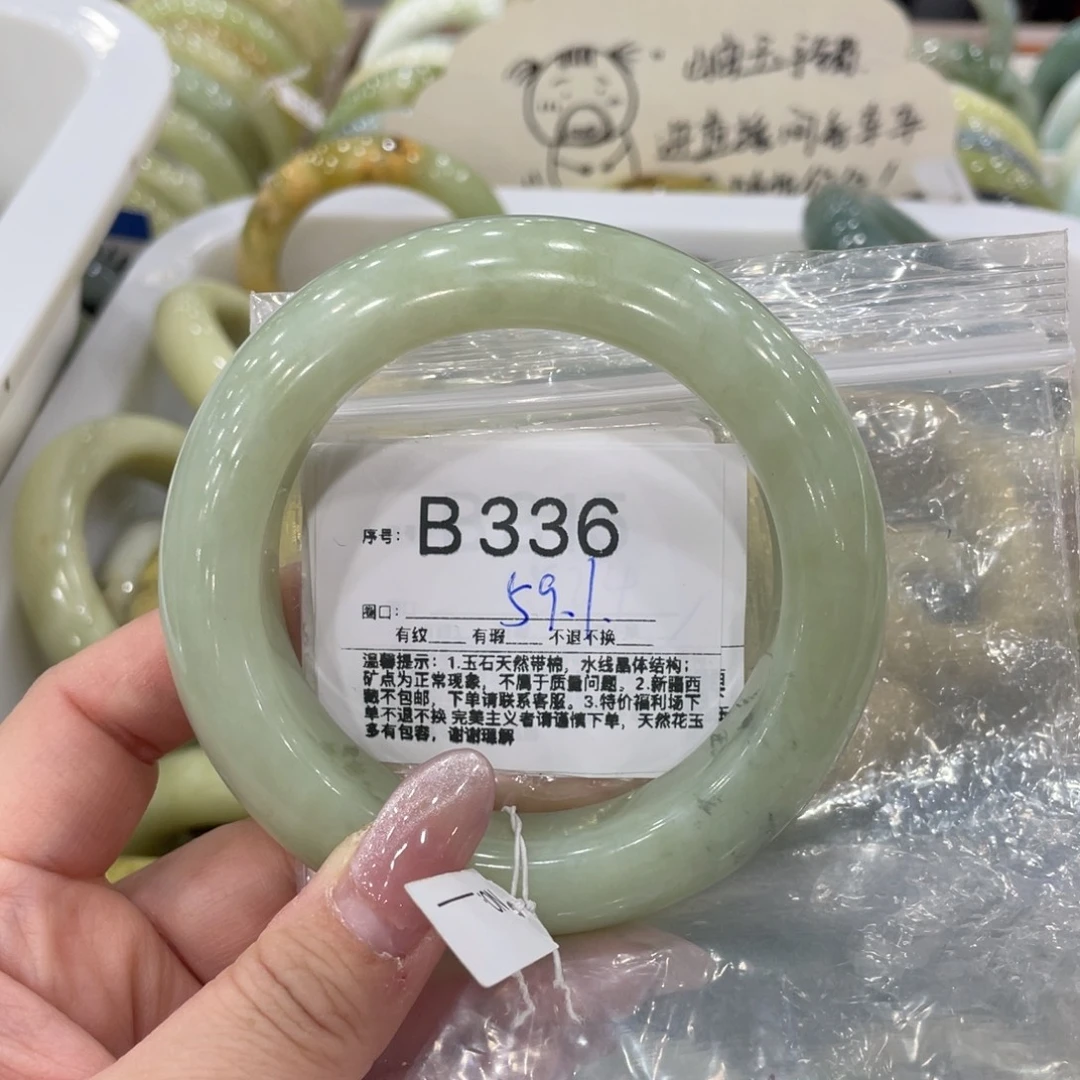 岫玉手镯
序号: B336
圈口: 59.1
有纹___ 有瑕___ 不退不换___
温馨提示: 1.玉石天然带棉, 水线晶体结构;
矿点为正常现象, 不属于质量问题。2.新疆西
藏不包邮, 下单请联系客服。3.特价福利场下
单不退不换 完美主义者请谨慎下单, 天然花玉
多有包容, 谢谢理解